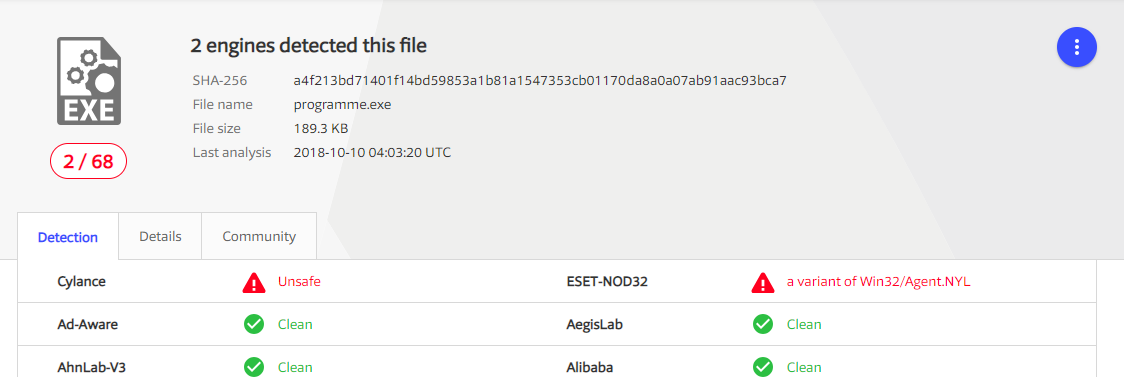 2 engines detected this file
SHA-256 a4f213bd71401f14bd59853a1b81a1547353cb01170da8a0a07ab91aac93bca7
File name programme.exe
File size 189.3 KB
Last analysis 2018-10-10 04:03:20 UTC
EXE
2 / 68
Detection Details Community
Cylance Unsafe ESET-NOD32 a variant of Win32/Agent.NYL
Ad-Aware Clean AegisLab Clean
AhnLab-V3 Clean Alibaba Clean